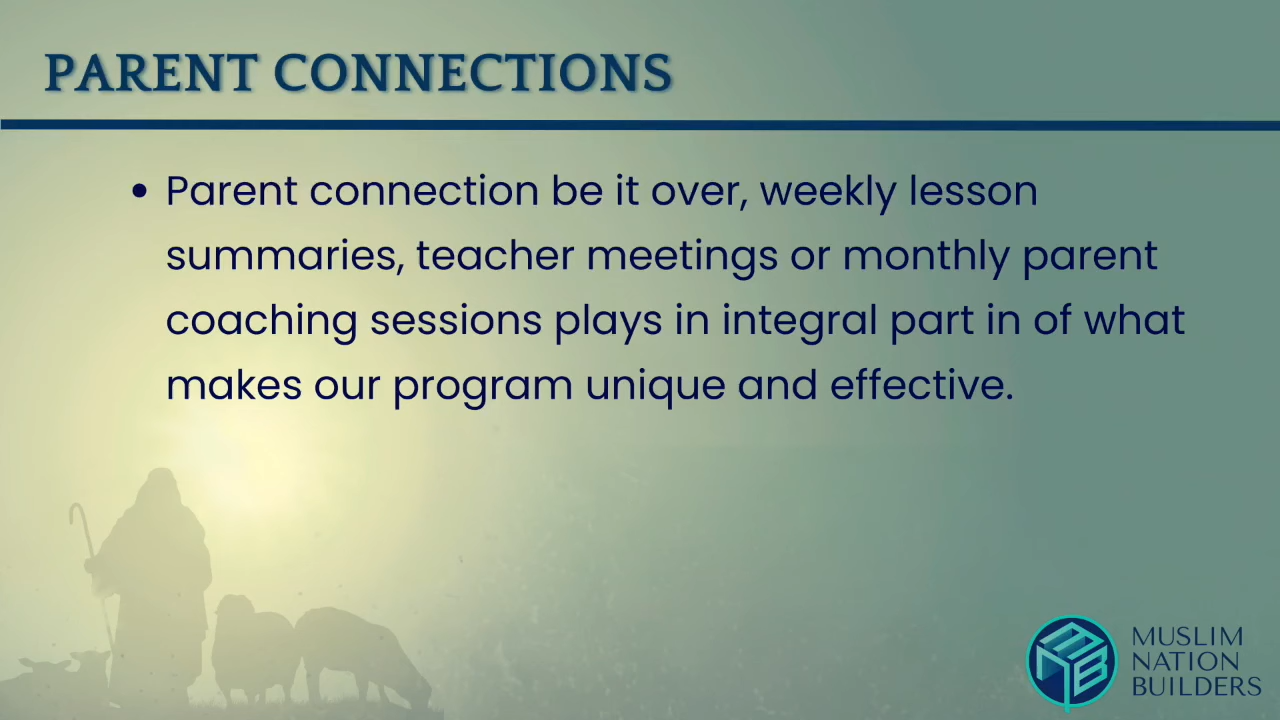 PARENT CONNECTIONS
• Parent connection be it over, weekly lesson
summaries, teacher meetings or monthly parent
coaching sessions plays in integral part in of what
makes our program unique and effective.
MNB
MUSLIM
NATION
BUILDERS